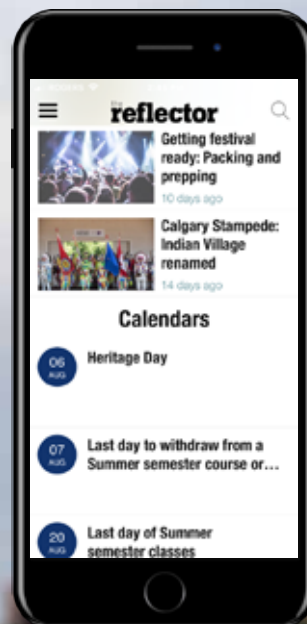 the
reflector
Getting festival
ready: Packing and
prepping
10 days ago
Calgary Stampede:
Indian Village
renamed
14 days ago
Calendars
06
AUG
Heritage Day
07
AUG
Last day to withdraw from a
Summer semester course or...
20
AUG
Last day of Summer
semester classes